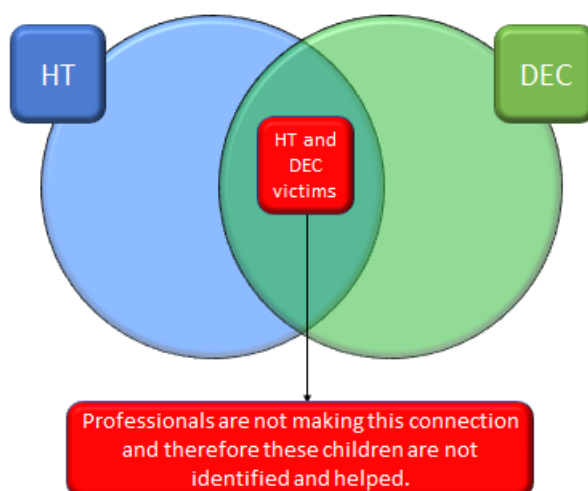 HT
DEC
HT and
DEC
victims
Professionals are not making this connection
and therefore these children are not
identified and helped.